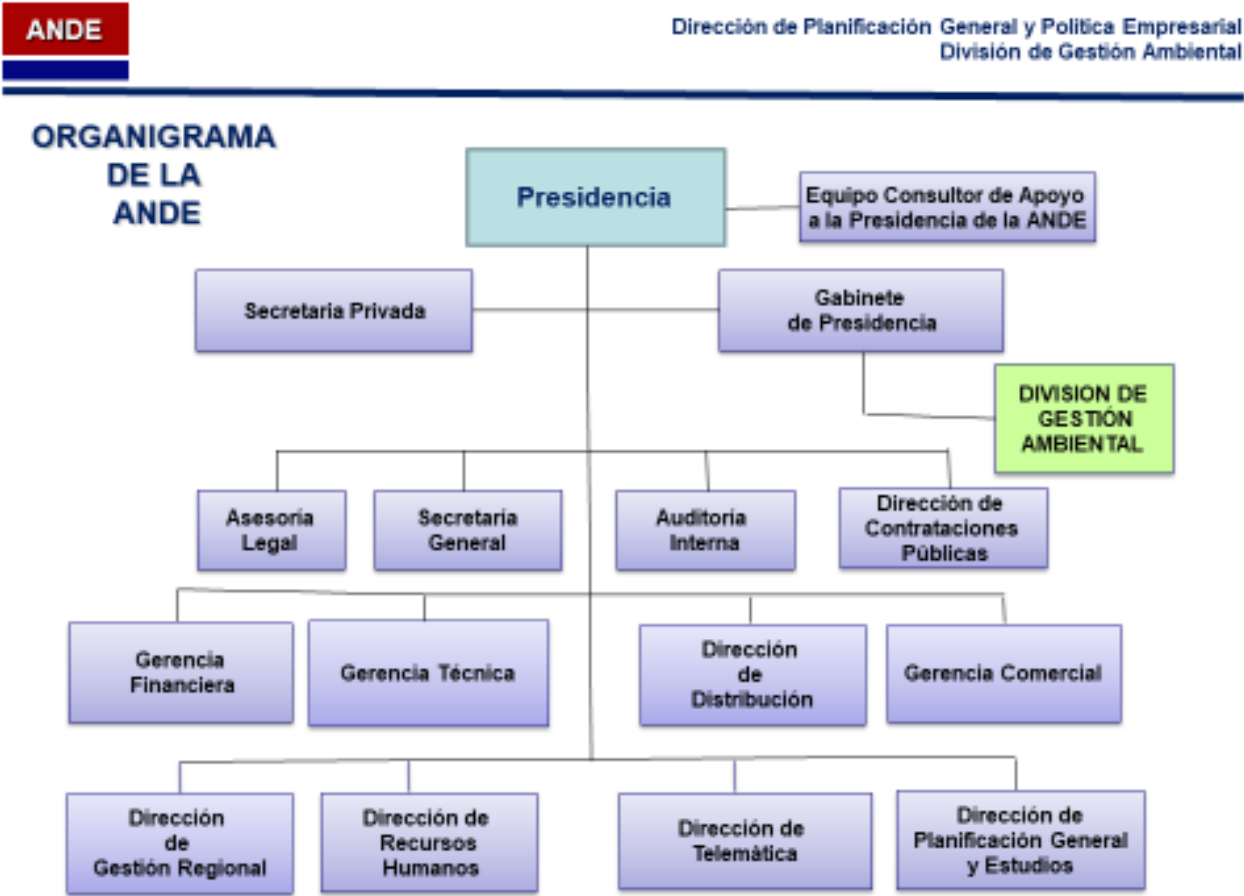 ANDE
Dirección de Planificación General y Política Empresarial
División de Gestión Ambiental
ORGANIGRAMA
DE LA
ANDE
Presidencia
Equipo Consultor de Apoyo
a la Presidencia de la ANDE
Secretaria Privada
Gabinete
de Presidencia
DIVISION DE
GESTIÓN
AMBIENTAL
Asesoría
Legal
Secretaría
General
Auditoría
Interna
Dirección de
Contrataciones
Públicas
Gerencia
Financiera
Gerencia Técnica
Dirección
de
Distribución
Gerencia Comercial
Dirección
de
Gestión Regional
Dirección de
Recursos
Humanos
Dirección de
Telemàtica
Dirección de
Planificación General
y Estudios